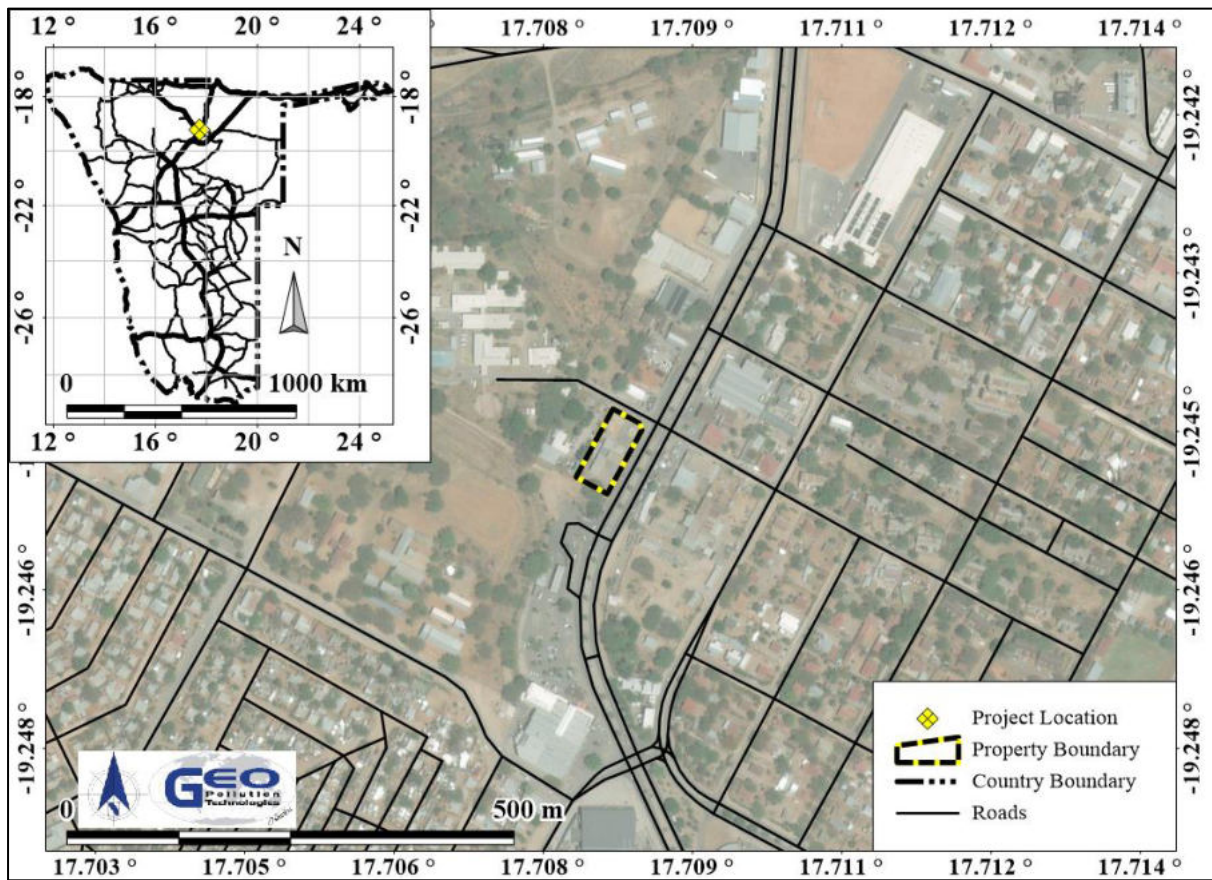 12 ° 16 ° 20 ° 24 °
17.708 ° 17.709 ° 17.711 ° 17.712 ° 17.714 °
-18 °
-18 °
-19.242 °
-22 °
-22 °
N
-19.243 °
-26 °
-26 °
0 1000 km
12 ° 16 ° 20 ° 24 °
-19.245 °
-19.246 °
-19.246 °
Project Location
Property Boundary
Country Boundary
Roads
-19.248 °
-19.248 °
GEO
Pollution
Technologies
0 500 m
17.703 ° 17.705 ° 17.706 ° 17.708 ° 17.709 ° 17.711 ° 17.712 ° 17.714 °